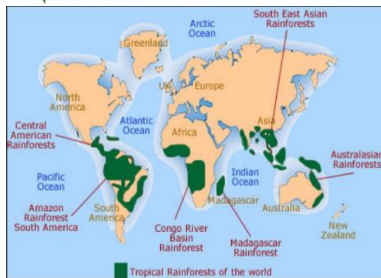 Arctic
Ocean
South East Asian
Rainforests
Greenland
North
America
UK
Europe
Asia
Central
American
Rainforests
Atlantic
Ocean
Africa
Pacific
Ocean
Indian
Ocean
Australasian
Rainforests
Amazon
Rainforest
South America
South
America
Madagascar
Australia
Congo River
Basin
Rainforest
Madagascar
Rainforest
New
Zealand
Tropical Rainforests of the world